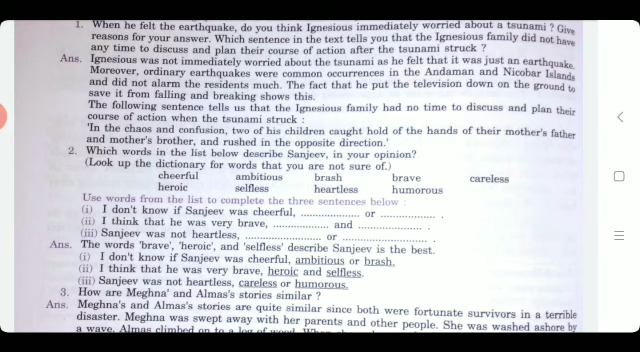 1. When he felt the earthquake, do you think Ignesious immediately worried about a tsunami ? Give
reasons for your answer. Which sentence in the text tells you that the Ignesious family did not have
any time to discuss and plan their course of action after the tsunami struck ?
Ans. Ignesious was not immediately worried about the tsunami as he felt that it was just an earthquake.
Moreover, ordinary earthquakes were common occurrences in the Andaman and Nicobar Islands
and did not alarm the residents much. The fact that he put the television down on the ground to
save it from falling and breaking shows this.
The following sentence tells us that the Ignesious family had no time to discuss and plan their
course of action when the tsunami struck :
'In the chaos and confusion, two of his children caught hold of the hands of their mother's father
and mother's brother, and rushed in the opposite direction.'
2. Which words in the list below describe Sanjeev, in your opinion?
(Look up the dictionary for words that you are not sure of.)
cheerful ambitious brash brave careless
heroic selfless heartless humorous
Use words from the list to complete the three sentences below :
(i) I don't know if Sanjeev was cheerful, .................... or ................... .
(ii) I think that he was very brave, ................... and ...................... .
(iii) Sanjeev was not heartless, ......................... or ........................... .
Ans. The words 'brave', 'heroic', and 'selfless' describe Sanjeev is the best.
(i) I don't know if Sanjeev was cheerful, ambitious or brash.
(ii) I think that he was very brave, heroic and selfless.
(iii) Sanjeev was not heartless, careless or humorous.
3. How are Meghna' and Almas's stories similar ?
Ans. Meghna's and Almas's stories are quite similar since both were fortunate survivors in a terrible
disaster. Meghna was swept away with her parents and other people. She was washed ashore by
a wave. Almas climbed on to a log of wood. When